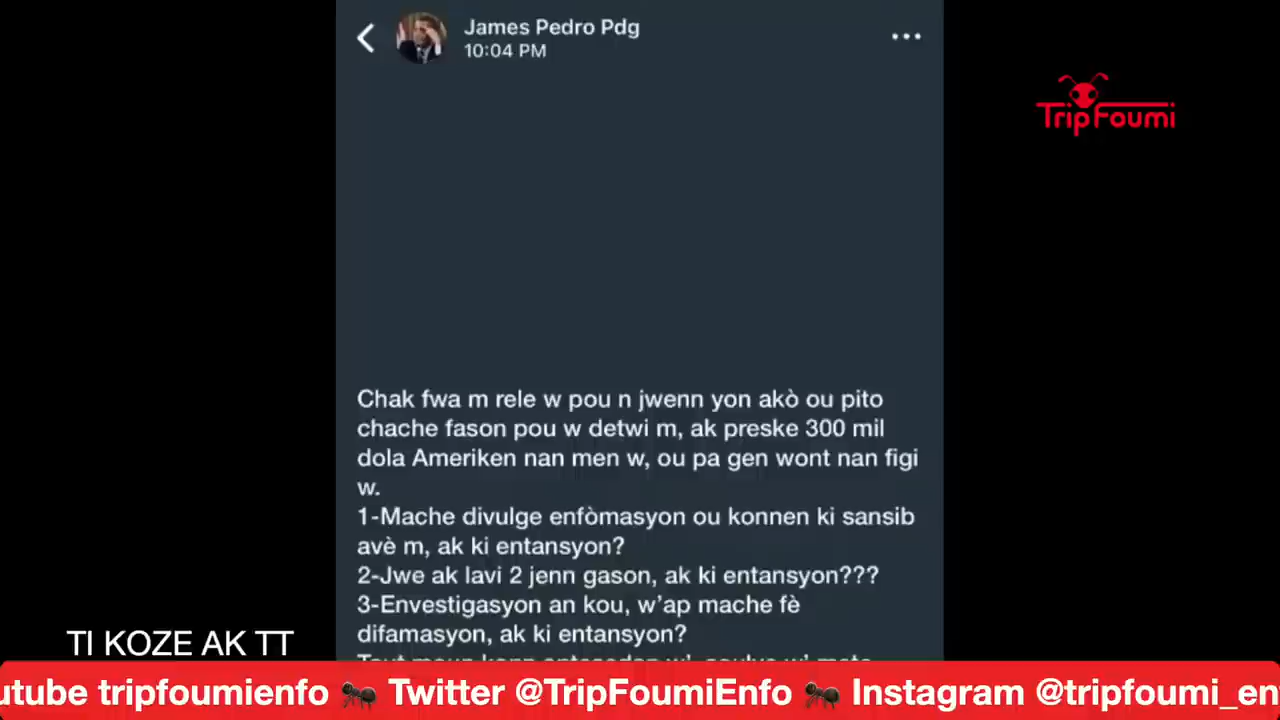 James Pedro Pdg
10:04 PM
TripFoumi
Chak fwa m rele w pou n jwenn yon akò ou pito
chache fason pou w detwi m, ak preske 300 mil
dola Ameriken nan men w, ou pa gen wont nan figi
w.
1-Mache divulge enfòmasyon ou konnen ki sansib
avè m, ak ki entansyon?
2-Jwe ak lavi 2 jenn gason, ak ki entansyon???
3-Envestigasyon an kou, w'ap mache fè
difamasyon, ak ki entansyon?
TI KOZE AK TT
utube tripfoumienfo 🐜 Twitter @TripFoumiEnfo 🐜 Instagram @tripfoumi_en